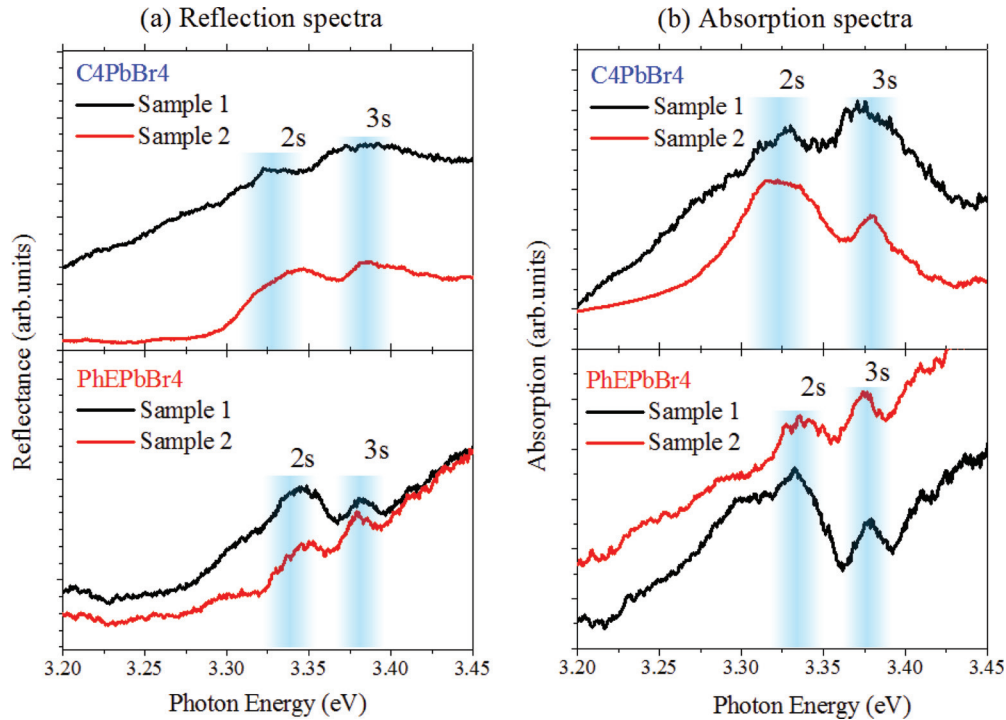 (a) Reflection spectra
C4PbBr4
Sample 1
Sample 2
2s
3s
PhEPbBr4
Sample 1
Sample 2
2s
3s
Reflectance (arb.units)
3.20 3.25 3.30 3.35 3.40 3.45
Photon Energy (eV)
(b) Absorption spectra
C4PbBr4
Sample 1
Sample 2
2s
3s
PhEPbBr4
Sample 1
Sample 2
2s
3s
Absorption (arb.units)
3.20 3.25 3.30 3.35 3.40 3.45
Photon Energy (eV)